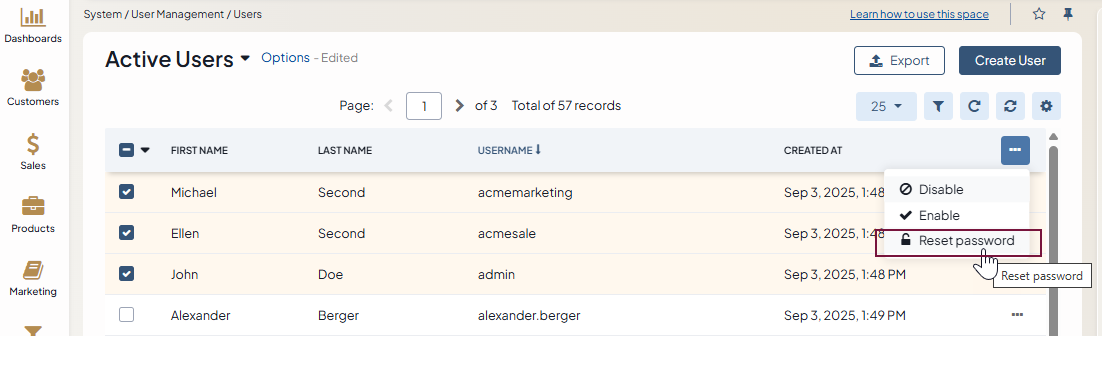 System / User Management / Users
Learn how to use this space
Dashboards
Customers
Sales
Products
Marketing
Active Users
Options - Edited
Export
Create User
Page:
1
of 3
Total of 57 records
25
FIRST NAME LAST NAME USERNAME CREATED AT
Michael Second acmemarketing Sep 3, 2025, 1:48
Ellen Second acmesale Sep 3, 2025, 1:48
John Doe admin Sep 3, 2025, 1:48 PM
Alexander Berger alexander.berger Sep 3, 2025, 1:49 PM
Disable
Enable
Reset password
Reset password